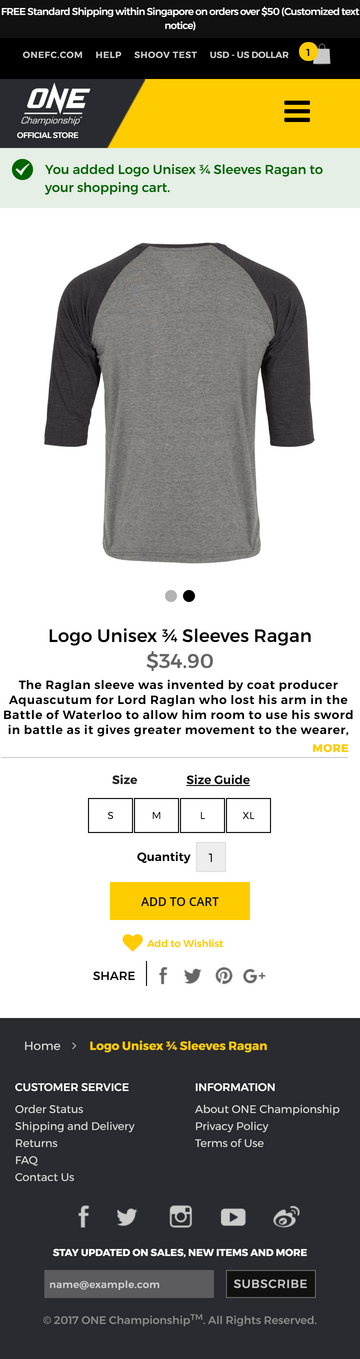 FREE Standard Shipping within Singapore on orders over $50 (Customized text
notice)
ONEFC.COM HELP SHOOV TEST USD - US DOLLAR 1
ONE
Championship
OFFICIAL STORE
You added Logo Unisex ¾ Sleeves Ragan to
your shopping cart.
Logo Unisex ¾ Sleeves Ragan
$34.90
The Raglan sleeve was invented by coat producer
Aquascutum for Lord Raglan who lost his arm in the
Battle of Waterloo to allow him room to use his sword
in battle as it gives greater movement to the wearer,
MORE
Size Size Guide
S M L XL
Quantity 1
ADD TO CART
Add to Wishlist
SHARE
Home > Logo Unisex ¾ Sleeves Ragan
CUSTOMER SERVICE
Order Status
Shipping and Delivery
Returns
FAQ
Contact Us
INFORMATION
About ONE Championship
Privacy Policy
Terms of Use
STAY UPDATED ON SALES, NEW ITEMS AND MORE
name@example.com SUBSCRIBE
© 2017 ONE Championship™. All Rights Reserved.